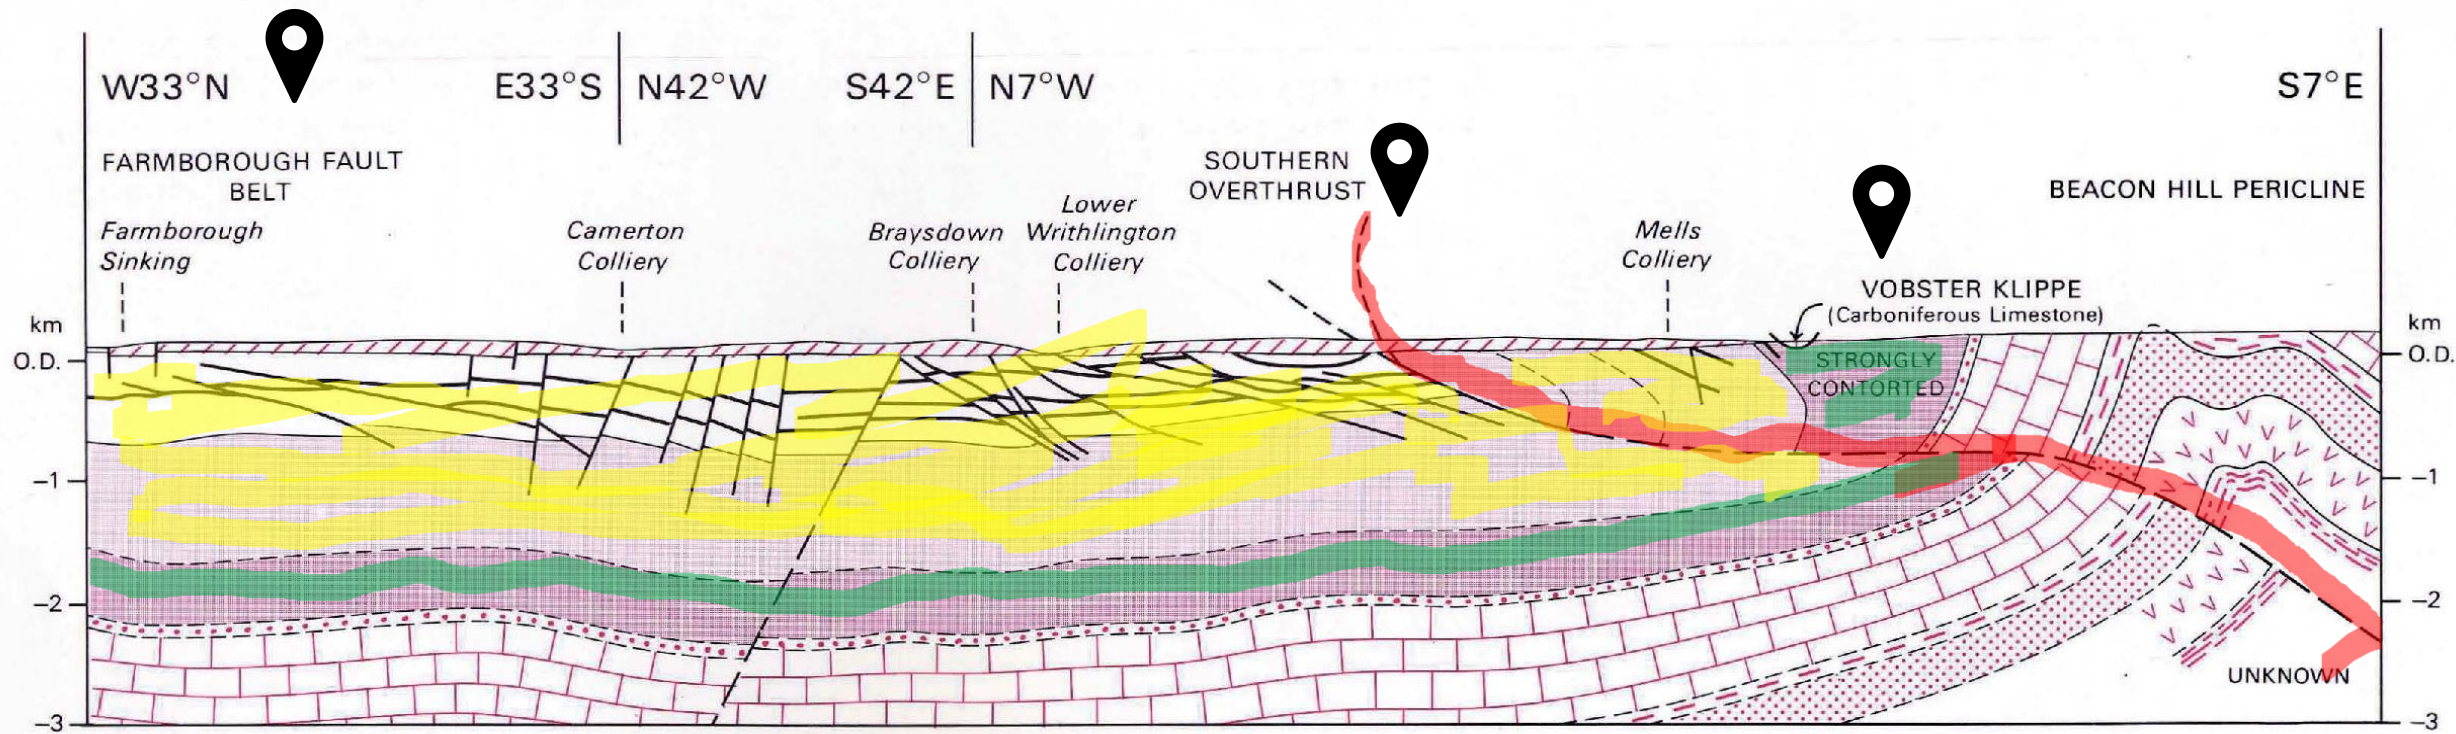 W33°N
E33°S
N42°W
S42°E
N7°W
S7°E
FARMBOROUGH FAULT
BELT
SOUTHERN
OVERTHRUST
BEACON HILL PERICLINE
Farmborough
Sinking
Camerton
Colliery
Braysdown
Colliery
Lower
Writhlington
Colliery
Mells
Colliery
VOBSTER KLIPPE
(Carboniferous Limestone)
km
O.D.
−1
−2
−3
km
O.D.
−1
−2
−3
STRONGLY
CONTORTED
UNKNOWN